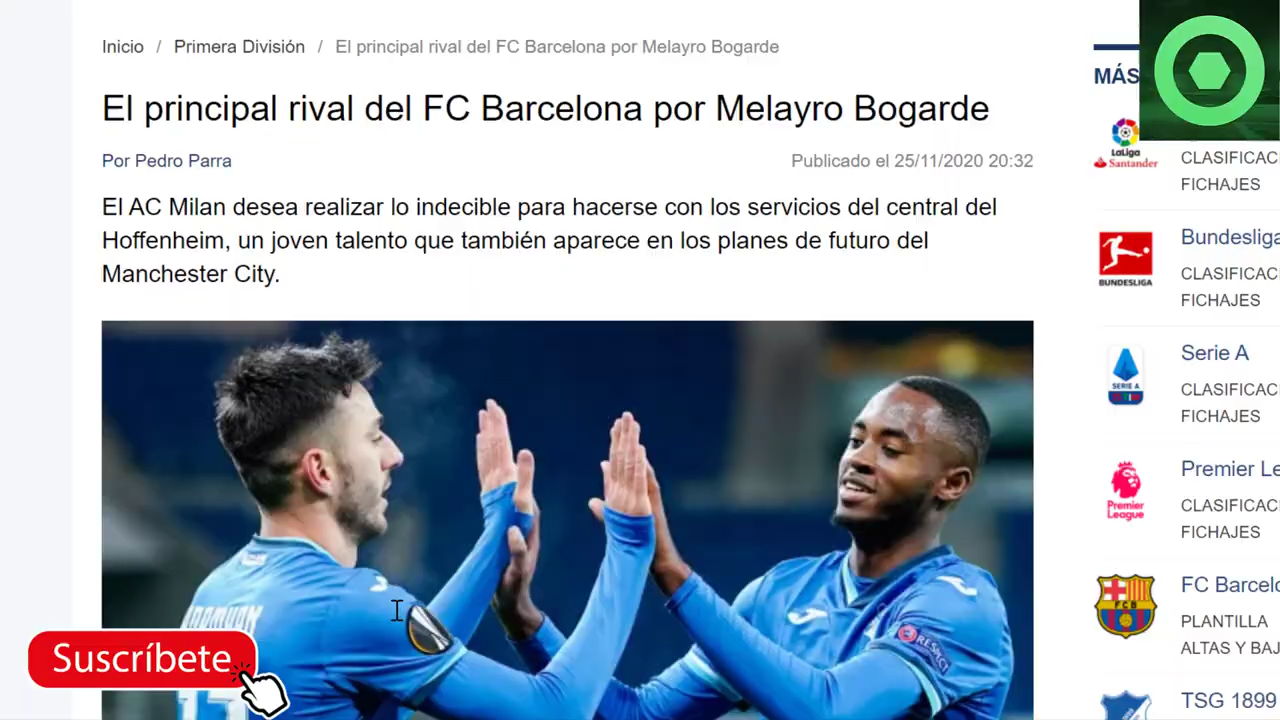 Inicio / Primera División / El principal rival del FC Barcelona por Melayro Bogarde
El principal rival del FC Barcelona por Melayro Bogarde
Por Pedro Parra
Publicado el 25/11/2020 20:32
El AC Milan desea realizar lo indecible para hacerse con los servicios del central del
Hoffenheim, un joven talento que también aparece en los planes de futuro del
Manchester City.
RESPECT
Suscríbete
MÁS
LaLiga
Santander
CLASIFICAC
FICHAJES
BUNDESLIGA
Bundesliga
CLASIFICAC
FICHAJES
SERIE A
TIM
Serie A
CLASIFICAC
FICHAJES
Premier
League
Premier Le
CLASIFICAC
FICHAJES
FCB
FC Barcelo
PLANTILLA
ALTAS Y BAJ
TSG 1899